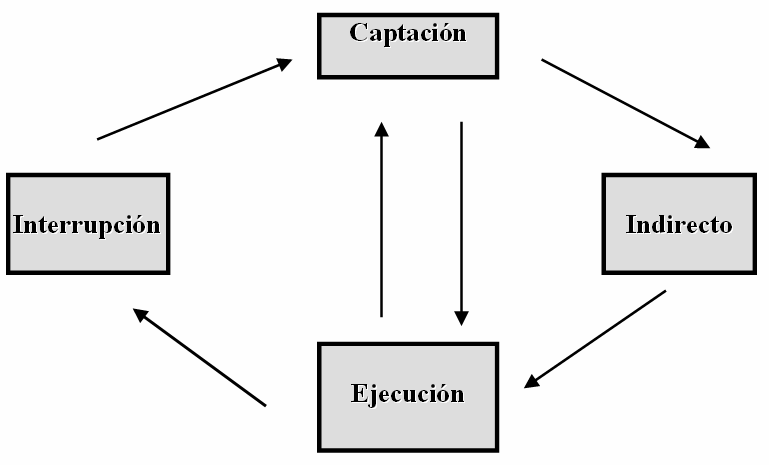 Captación
Interrupción
Indirecto
Ejecución